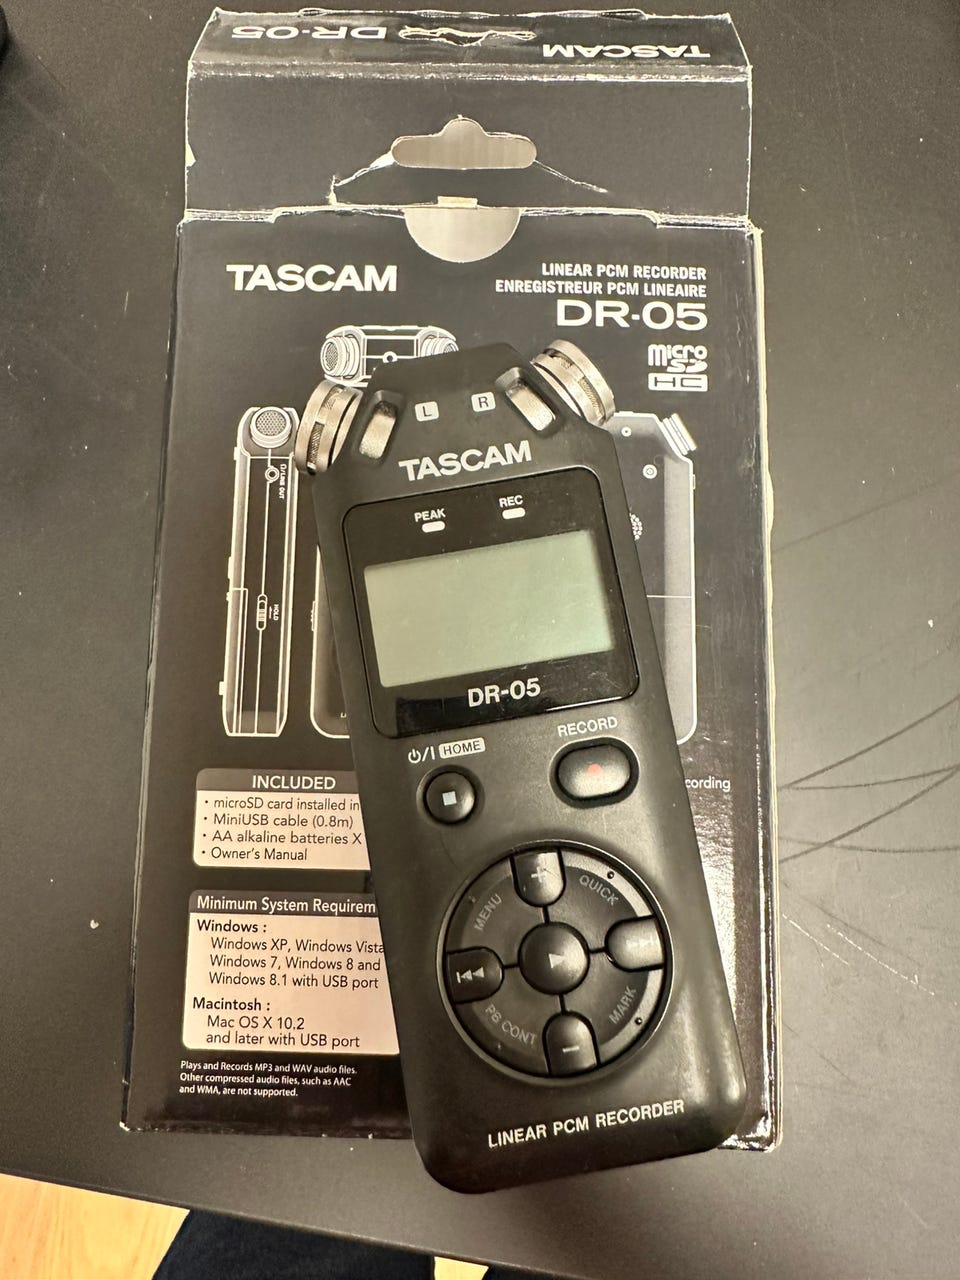 TASCAM
DR-05
TASCAM
LINEAR PCM RECORDER
ENREGISTREUR PCM LINEAIRE
DR-05
micro
SD
HC
Ω/LINE OUT
HOLD
L R
TASCAM
PEAK REC
DR-05
⏻/I HOME
RECORD
MENU
QUICK
PB CONT
MARK
LINEAR PCM RECORDER
cording
INCLUDED
• microSD card installed in
• MiniUSB cable (0.8m)
• AA alkaline batteries X
• Owner's Manual
Minimum System Requirem
Windows :
Windows XP, Windows Vista
Windows 7, Windows 8 and
Windows 8.1 with USB port
Macintosh :
Mac OS X 10.2
and later with USB port
Plays and Records MP3 and WAV audio files.
Other compressed audio files, such as AAC
and WMA, are not supported.